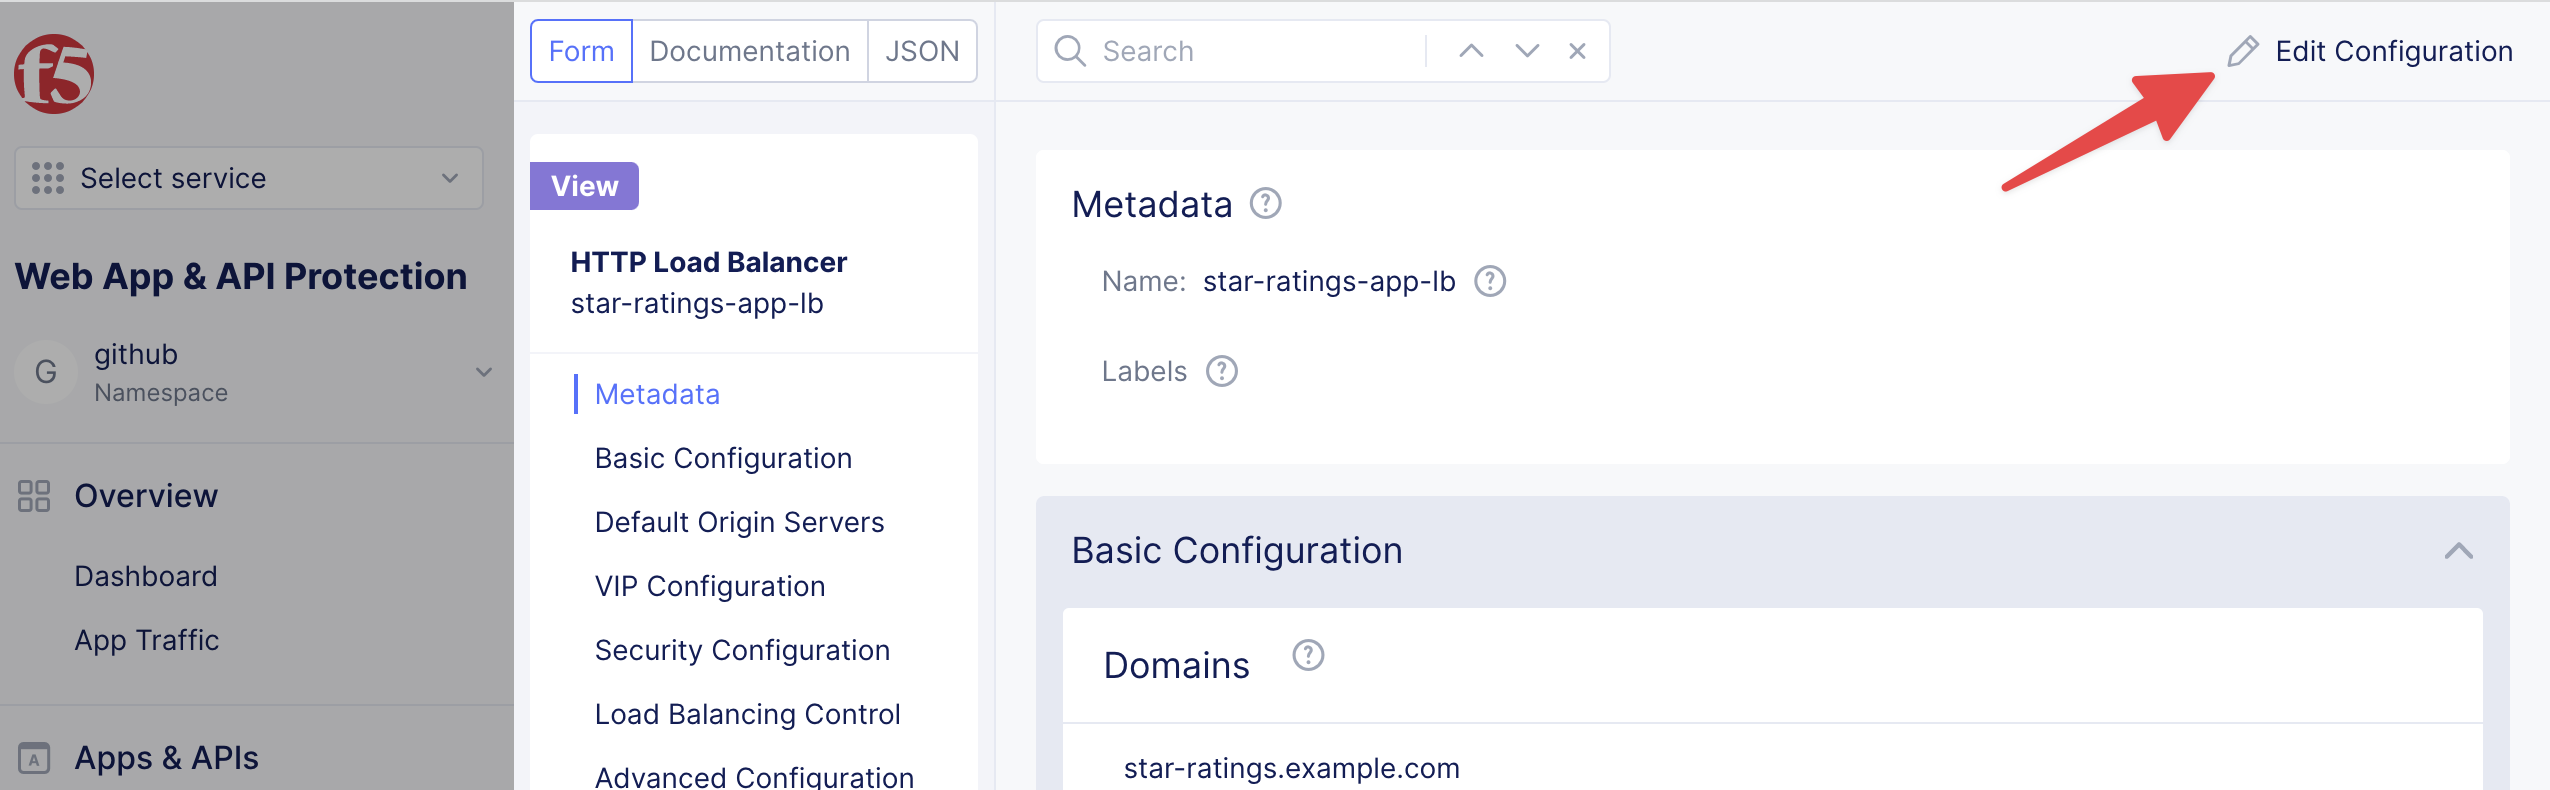 f5
Select service
Web App & API Protection
G
github
Namespace
Overview
Dashboard
App Traffic
A
Apps & APIs
Form
Documentation
JSON
View
HTTP Load Balancer
star-ratings-app-lb
Metadata
Basic Configuration
Default Origin Servers
VIP Configuration
Security Configuration
Load Balancing Control
Advanced Configuration
Search
Edit Configuration
Metadata ?
Name: star-ratings-app-lb ?
Labels ?
Basic Configuration
Domains ?
star-ratings.example.com